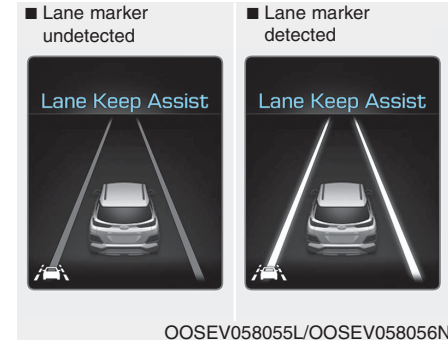 ■ Lane marker
undetected
■ Lane marker
detected
Lane Keep Assist
Lane Keep Assist
OOSEV058055L/OOSEV058056N